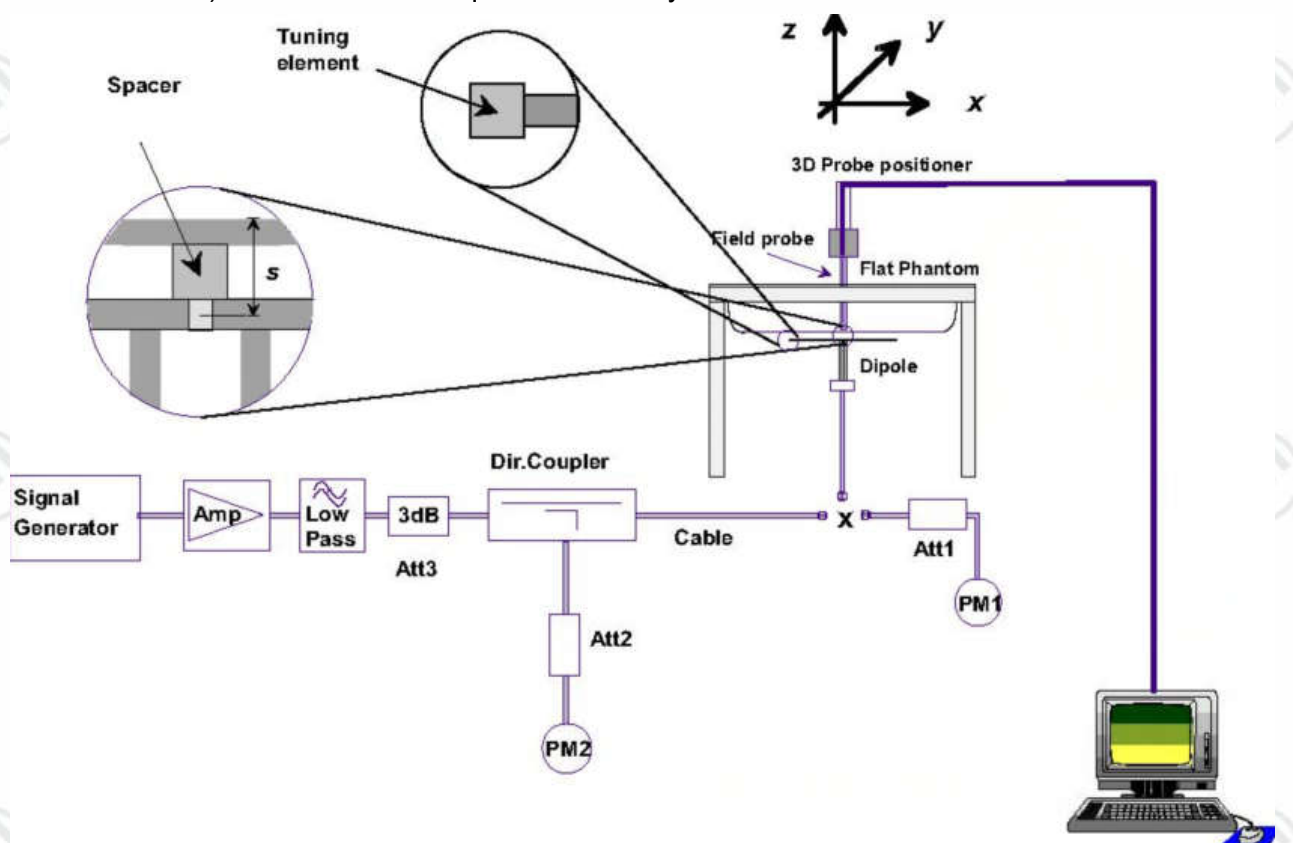 Tuning
element
Spacer
z
y
x
3D Probe positioner
Field probe
Flat Phantom
s
Dipole
Dir.Coupler
Signal
Generator
Amp
Low
Pass
3dB
Att3
Cable
x
Att1
PM1
Att2
PM2